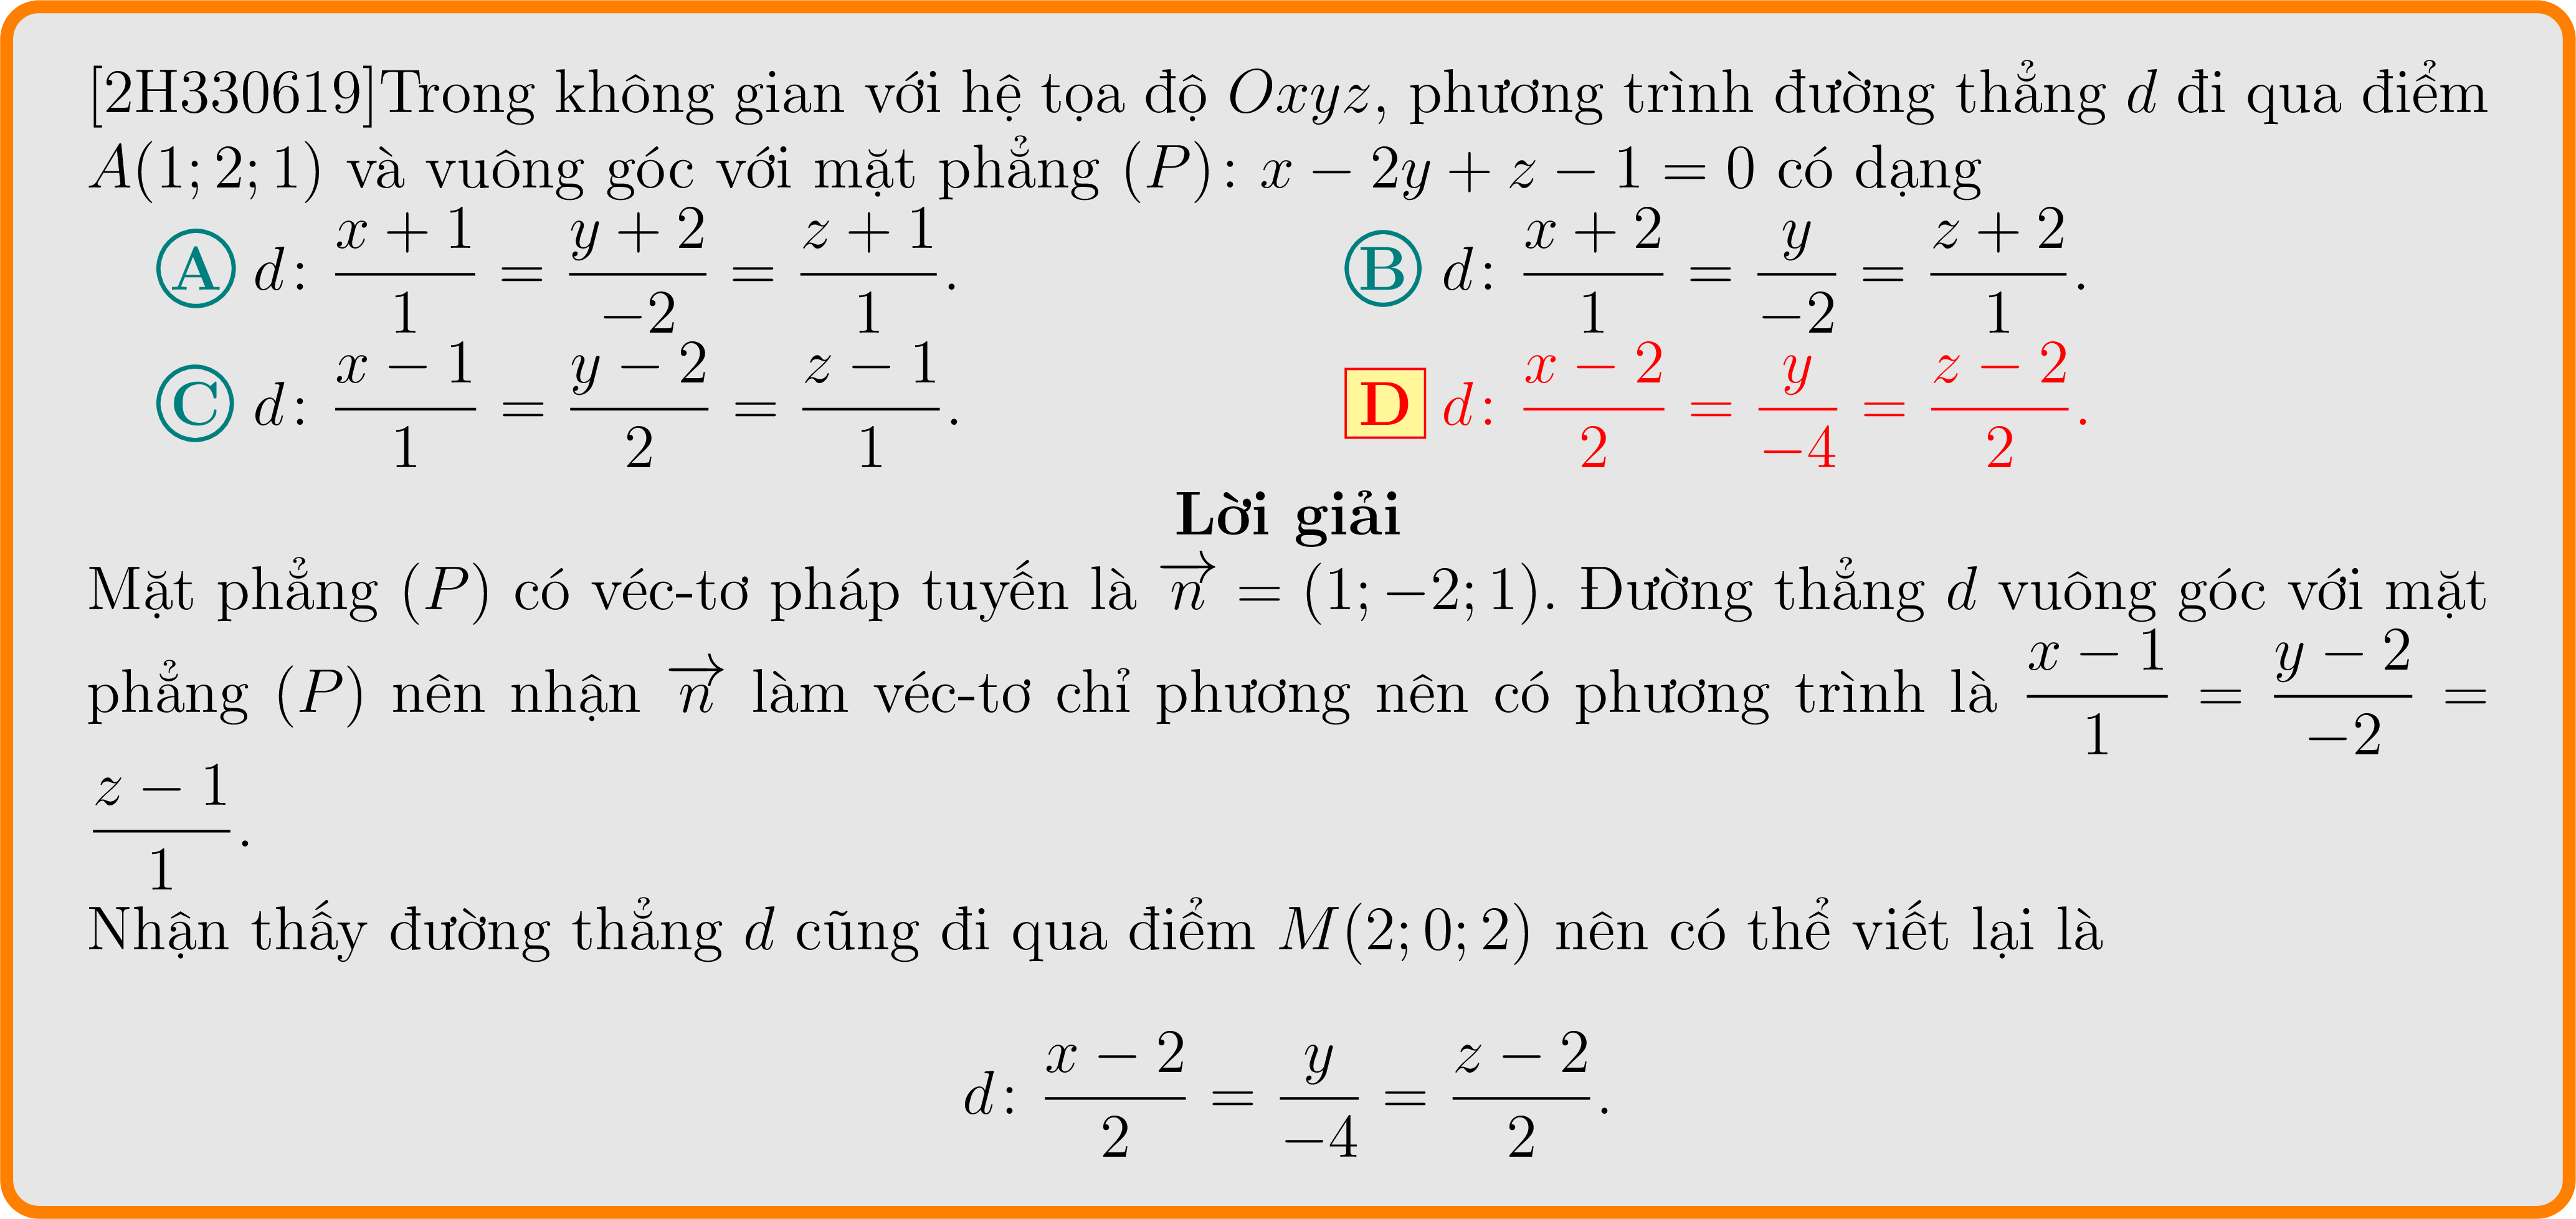 [2H330619]Trong không gian với hệ tọa độ Oxyz, phương trình đường thẳng d đi qua điểm
A(1; 2; 1) và vuông góc với mặt phẳng (P): x − 2y + z − 1 = 0 có dạng
A d: \frac{x + 1}{1} = \frac{y + 2}{−2} = \frac{z + 1}{1}. B d: \frac{x + 2}{1} = \frac{y}{−2} = \frac{z + 2}{1}.
C d: \frac{x − 1}{1} = \frac{y − 2}{2} = \frac{z − 1}{1}. D d: \frac{x − 2}{2} = \frac{y}{−4} = \frac{z − 2}{2}.
Lời giải
Mặt phẳng (P) có véc-tơ pháp tuyến là \overrightarrow{n} = (1; −2; 1). Đường thẳng d vuông góc với mặt
phẳng (P) nên nhận \overrightarrow{n} làm véc-tơ chỉ phương nên có phương trình là \frac{x − 1}{1} = \frac{y − 2}{−2} =
\frac{z − 1}{1}.
Nhận thấy đường thẳng d cũng đi qua điểm M(2; 0; 2) nên có thể viết lại là
d: \frac{x − 2}{2} = \frac{y}{−4} = \frac{z − 2}{2}.